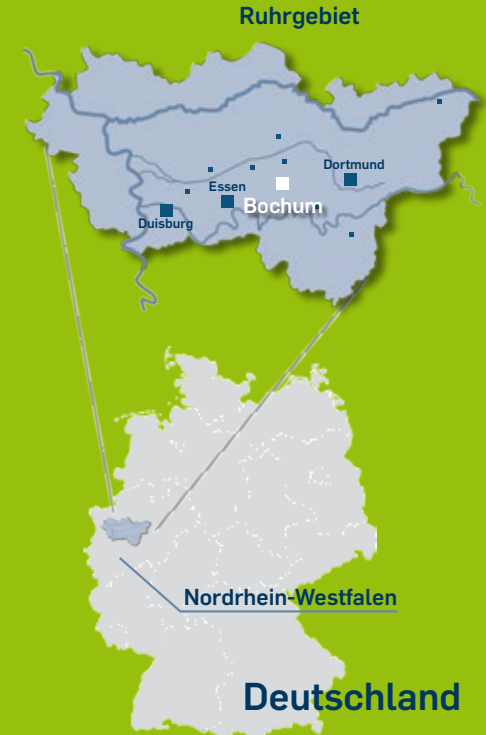 Ruhrgebiet
Dortmund
Essen
Bochum
Duisburg
Nordrhein-Westfalen
Deutschland